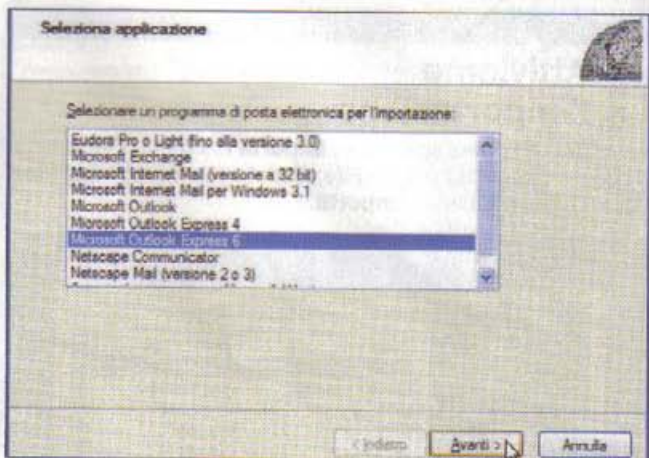 Seleziona applicazione
Selezionare un programma di posta elettronica per l'importazione:
Eudora Pro o Light (fino alla versione 3.0)
Microsoft Exchange
Microsoft Internet Mail (versione a 32 bit)
Microsoft Internet Mail per Windows 3.1
Microsoft Outlook
Microsoft Outlook Express 4
Microsoft Outlook Express 6
Netscape Communicator
Netscape Mail (versione 2 o 3)
< Indietro Avanti > Annulla